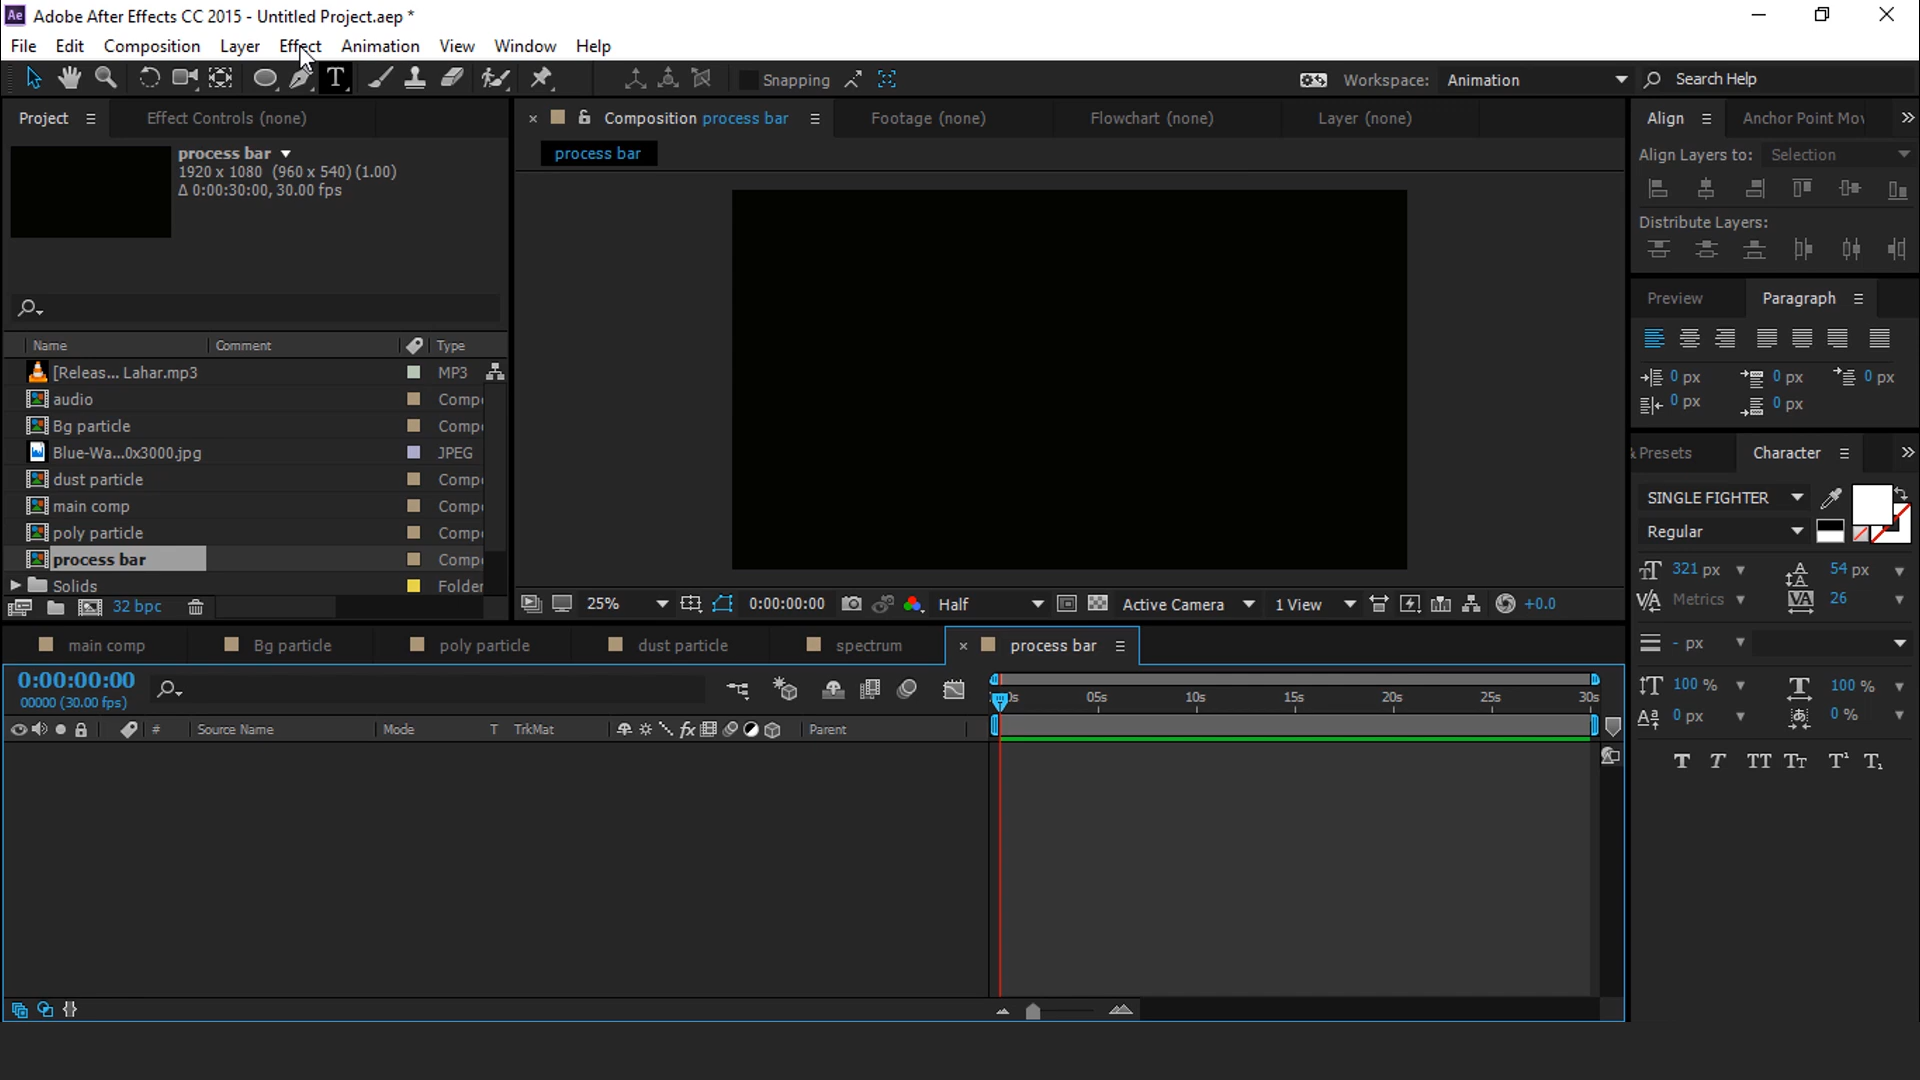 Ae Adobe After Effects CC 2015 - Untitled Project.aep *
File Edit Composition Layer Effect Animation View Window Help
T Snapping Workspace: Animation Search Help
Project Effect Controls (none) Composition process bar Footage (none) Flowchart (none) Layer (none) Align
process bar
1920 x 1080 (960 x 540) (1.00)
Δ 0:00:30:00, 30.00 fps
process bar
Align Layers to: Selection
Distribute Layers:
Preview Paragraph
0 px 0 px 0 px
0 px 0 px
Name Comment Type
[Releas... Lahar.mp3 MP3
audio Comp
Bg particle Comp
Blue-Wa...0x3000.jpg JPEG
dust particle Comp
main comp Comp
poly particle Comp
process bar Comp
Solids Folder
32 bpc
25% 0:00:00:00 Half Active Camera 1 View +0.0
& Presets Character
SINGLE FIGHTER
Regular
321 px 54 px
Metrics 26
- px
100 % 100 %
0 px 0 %
T T TT Tт T¹ T₁
main comp Bg particle poly particle dust particle spectrum process bar
0:00:00:00
00000 (30.00 fps)
0s 05s 10s 15s 20s 25s 30s
# Source Name Mode T TrkMat fx Parent